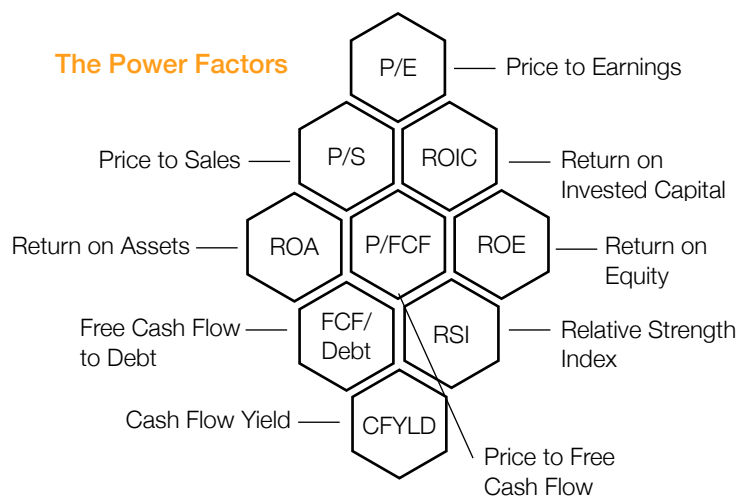 The Power Factors
P/E
Price to Earnings
Price to Sales
P/S
ROIC
Return on
Invested Capital
Return on Assets
ROA
P/FCF
ROE
Return on
Equity
Free Cash Flow
to Debt
FCF/
Debt
RSI
Relative Strength
Index
Cash Flow Yield
CFYLD
Price to Free
Cash Flow